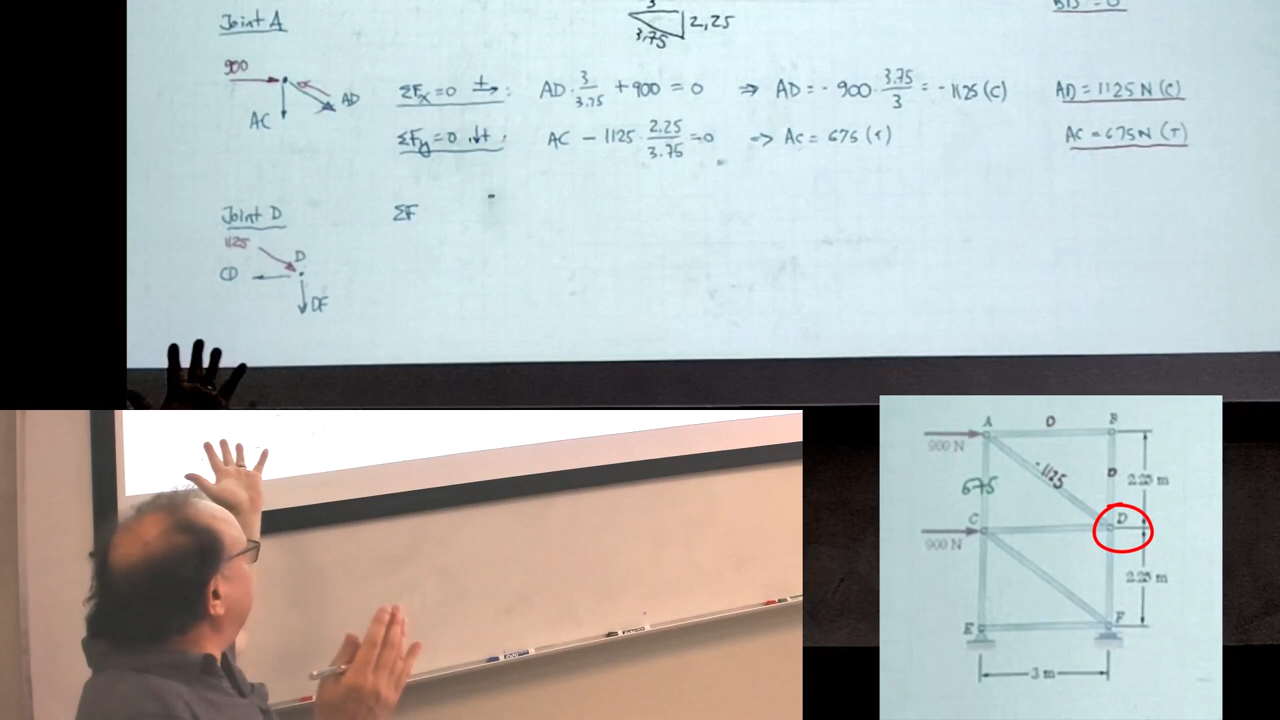 BD = 0
Joint A
3
2,25
3.75
900
AC
AD
ΣFx=0 +→ : AD · 3/3.75 + 900 = 0 ⇒ AD = - 900 · 3.75/3 = -1125 (C)
AD = 1125 N (C)
ΣFy=0 ↓+ : AC - 1125 · 2.25/3.75 = 0 -> AC = 675 (T)
AC = 675 N (T)
Joint D
ΣF
1125
D
CD
DF
A
0
B
900 N
-1125
0
2.25 m
675
C
D
900 N
2.25 m
E
F
3 m
EXPO